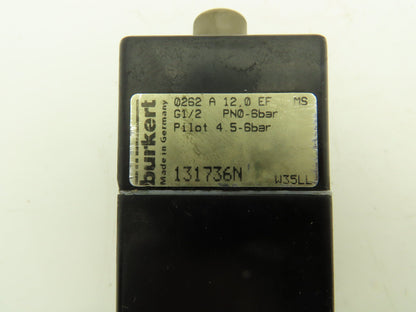 burkert
Made in Germany
0262 A 12,0 EF MS
G1/2 PN0-6bar
Pilot 4.5-6bar
131736N
W35LL